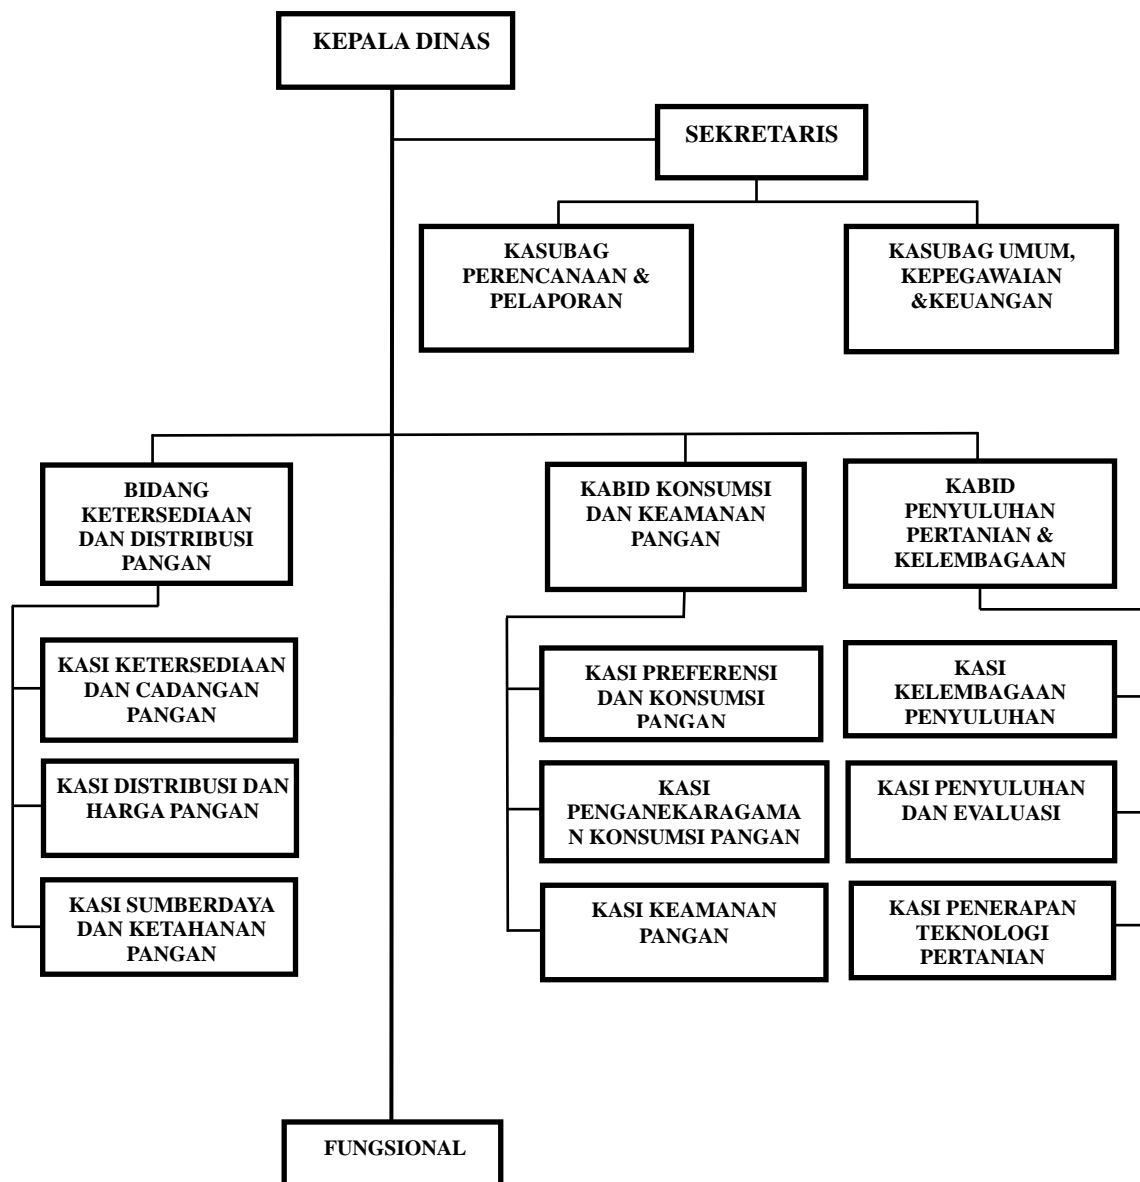 KEPALA DINAS
SEKRETARIS
KASUBAG
PERENCANAAN &
PELAPORAN
KASUBAG UMUM,
KEPEGAWAIAN
&KEUANGAN
BIDANG
KETERSEDIAAN
DAN DISTRIBUSI
PANGAN
KASI KETERSEDIAAN
DAN CADANGAN
PANGAN
KASI DISTRIBUSI DAN
HARGA PANGAN
KASI SUMBERDAYA
DAN KETAHANAN
PANGAN
KABID KONSUMSI
DAN KEAMANAN
PANGAN
KASI PREFERENSI
DAN KONSUMSI
PANGAN
KASI
PENGANEKARAGAMA
N KONSUMSI PANGAN
KASI KEAMANAN
PANGAN
KABID
PENYULUHAN
PERTANIAN &
KELEMBAGAAN
KASI
KELEMBAGAAN
PENYULUHAN
KASI PENYULUHAN
DAN EVALUASI
KASI PENERAPAN
TEKNOLOGI
PERTANIAN
FUNGSIONAL